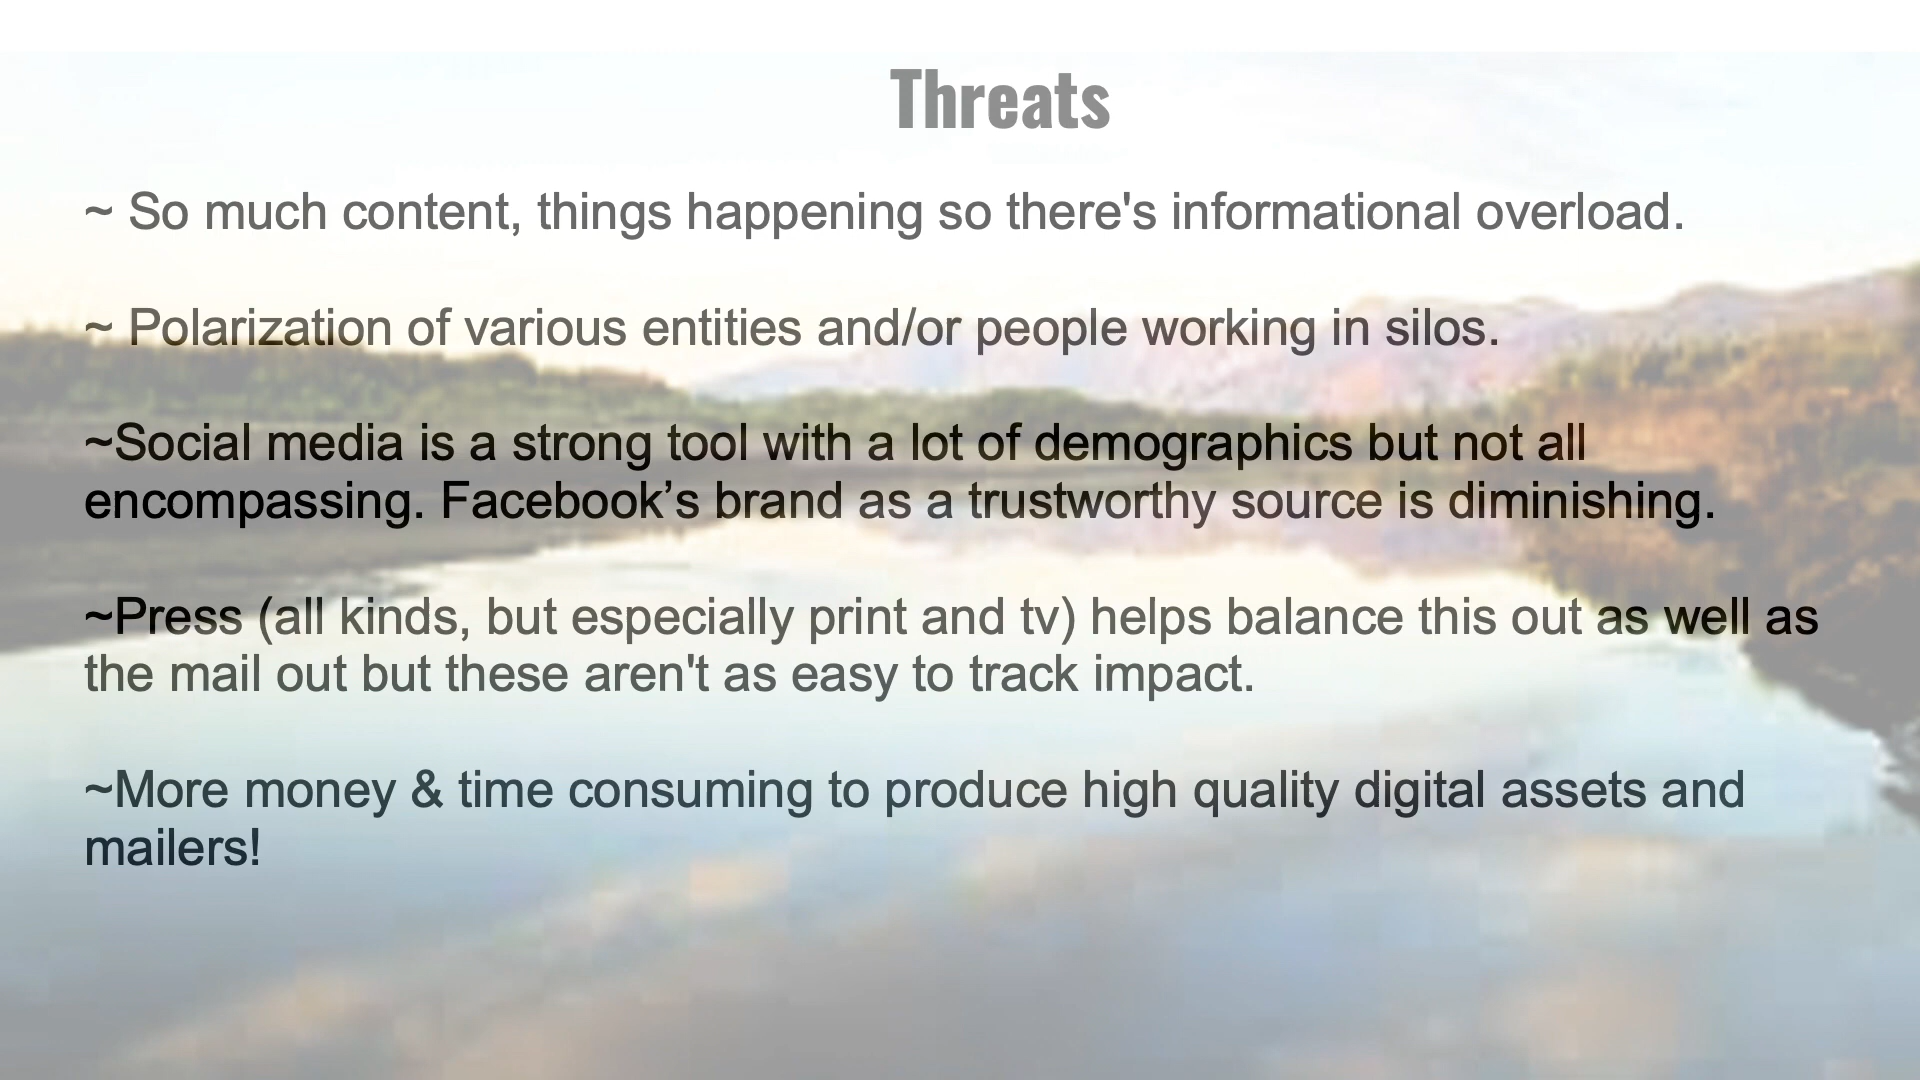 Threats
~ So much content, things happening so there's informational overload.
~ Polarization of various entities and/or people working in silos.
~Social media is a strong tool with a lot of demographics but not all
encompassing. Facebook’s brand as a trustworthy source is diminishing.
~Press (all kinds, but especially print and tv) helps balance this out as well as
the mail out but these aren't as easy to track impact.
~More money & time consuming to produce high quality digital assets and
mailers!